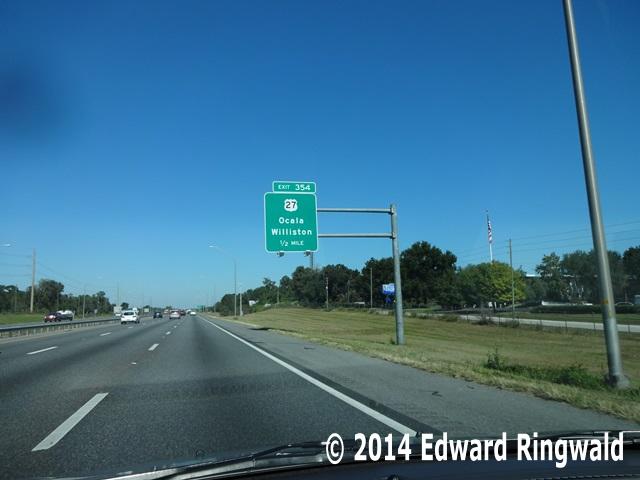 EXIT 354
27
Ocala
Williston
1/2 MILE
© 2014 Edward Ringwald